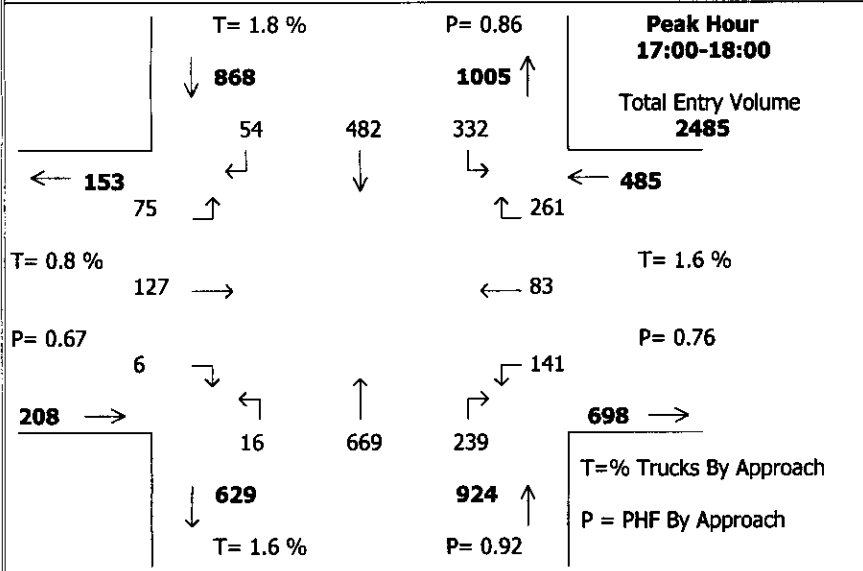 T= 1.8 % P= 0.86 Peak Hour
17:00-18:00
868 1005
Total Entry Volume
54 482 332 2485
153 485
75 261
T= 0.8 % T= 1.6 %
127 83
P= 0.67 P= 0.76
6 141
208 698
16 669 239
T=% Trucks By Approach
629 924
P = PHF By Approach
T= 1.6 % P= 0.92